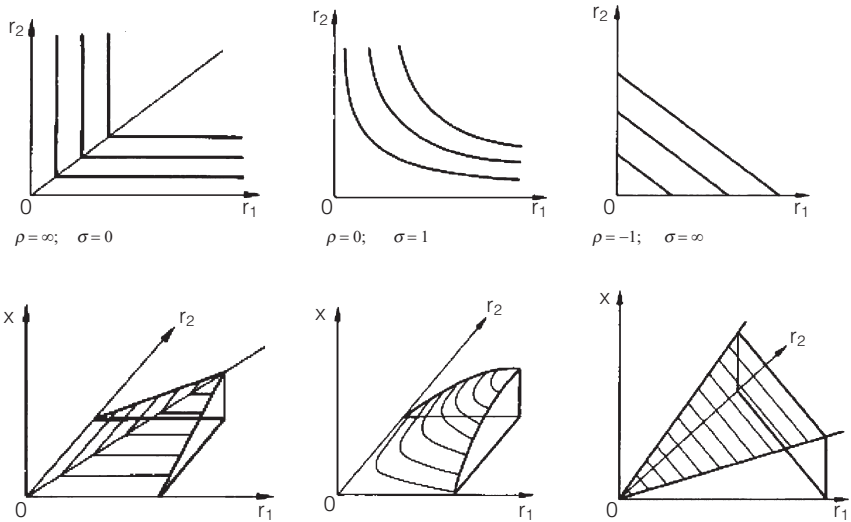 r₂
0
r₁
ρ = ∞; σ = 0
r₂
0
r₁
ρ = 0; σ = 1
r₂
0
r₁
ρ = −1; σ = ∞
x
r₂
0
r₁
x
r₂
0
r₁
x
r₂
0
r₁